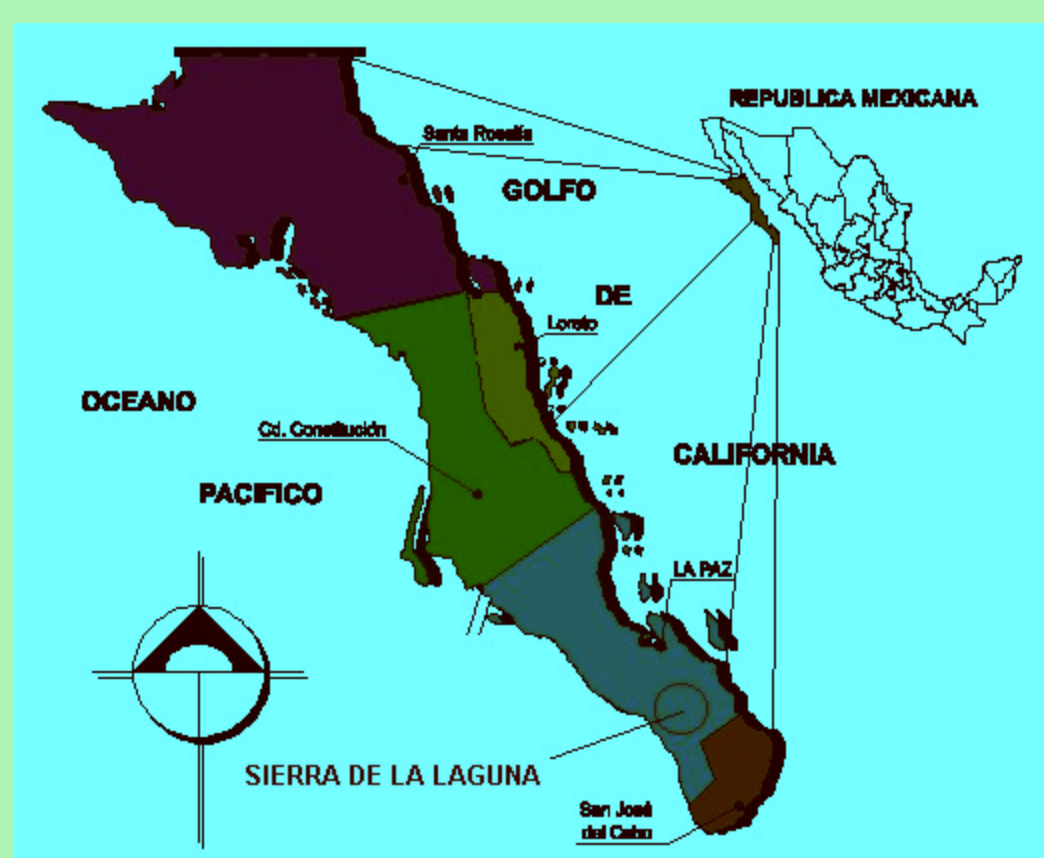 REPUBLICA MEXICANA
Santa Rosalía
GOLFO
DE
Loreto
OCEANO
Cd. Constitución
CALIFORNIA
PACIFICO
LA PAZ
SIERRA DE LA LAGUNA
San José
del Cabo